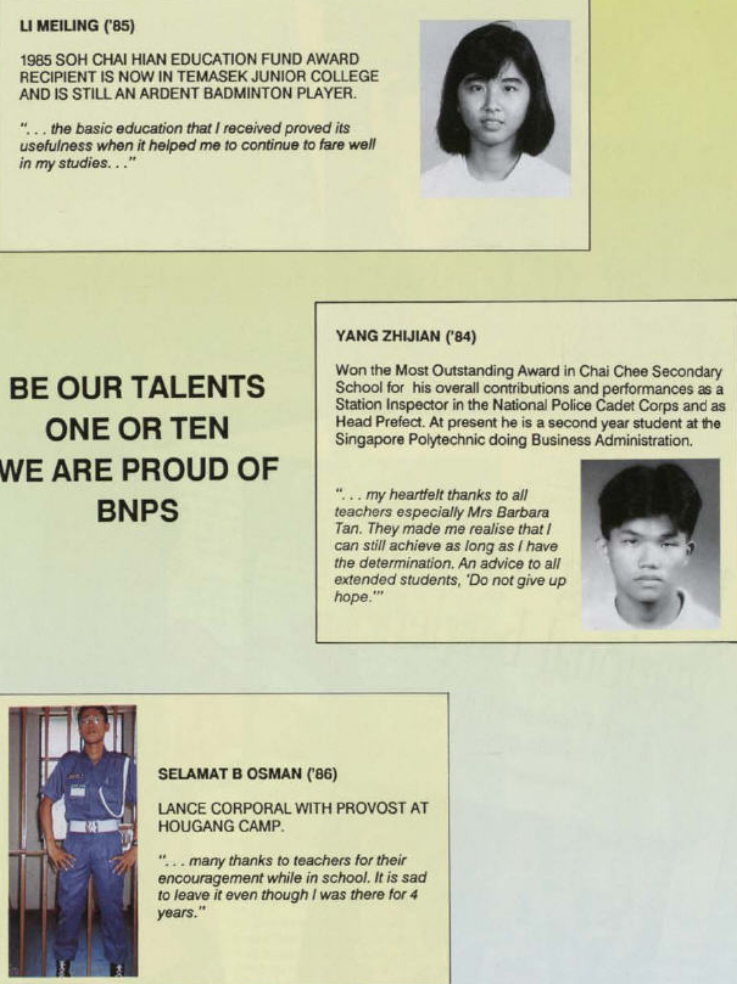 LI MEILING ('85)
1985 SOH CHAI HIAN EDUCATION FUND AWARD
RECIPIENT IS NOW IN TEMASEK JUNIOR COLLEGE
AND IS STILL AN ARDENT BADMINTON PLAYER.
". . . the basic education that I received proved its
usefulness when it helped me to continue to fare well
in my studies. . ."
YANG ZHIJIAN ('84)
Won the Most Outstanding Award in Chai Chee Secondary
School for his overall contributions and performances as a
Station Inspector in the National Police Cadet Corps and as
Head Prefect. At present he is a second year student at the
Singapore Polytechnic doing Business Administration.
". . . my heartfelt thanks to all
teachers especially Mrs Barbara
Tan. They made me realise that I
can still achieve as long as I have
the determination. An advice to all
extended students, 'Do not give up
hope.'"
BE OUR TALENTS
ONE OR TEN
WE ARE PROUD OF
BNPS
SELAMAT B OSMAN ('86)
LANCE CORPORAL WITH PROVOST AT
HOUGANG CAMP.
". . . many thanks to teachers for their
encouragement while in school. It is sad
to leave it even though I was there for 4
years."